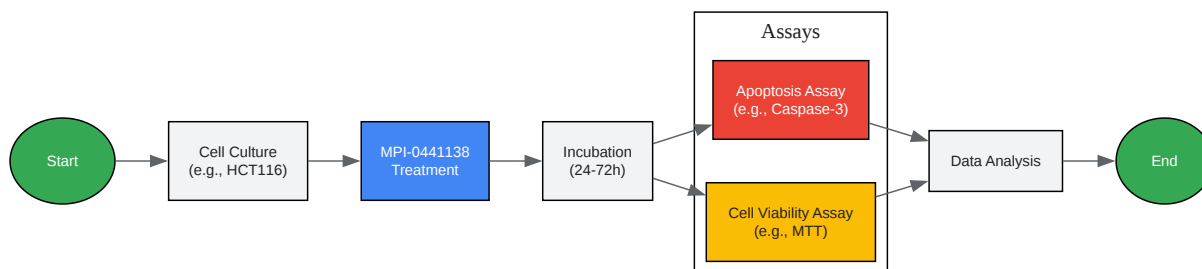 Start
Cell Culture
(e.g., HCT116)
MPI-0441138
Treatment
Incubation
(24-72h)
Assays
Apoptosis Assay
(e.g., Caspase-3)
Cell Viability Assay
(e.g., MTT)
Data Analysis
End